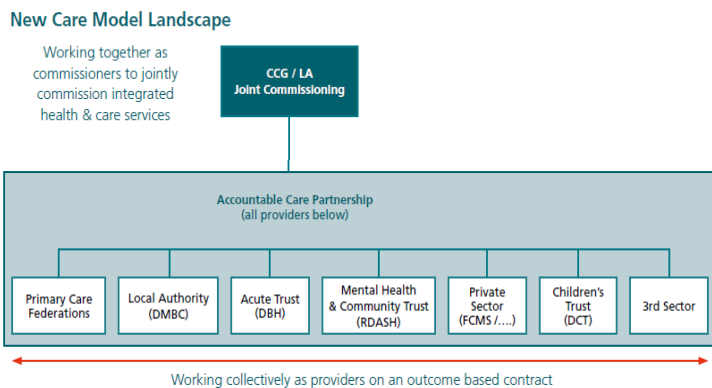 New Care Model Landscape
Working together as
commissioners to jointly
commission integrated
health & care services
CCG / LA
Joint Commissioning
Accountable Care Partnership
(all providers below)
Primary Care
Federations
Local Authority
(DMBC)
Acute Trust
(DBH)
Mental Health
& Community Trust
(RDASH)
Private
Sector
(FCMS /....)
Children's
Trust
(DCT)
3rd Sector
Working collectively as providers on an outcome based contract